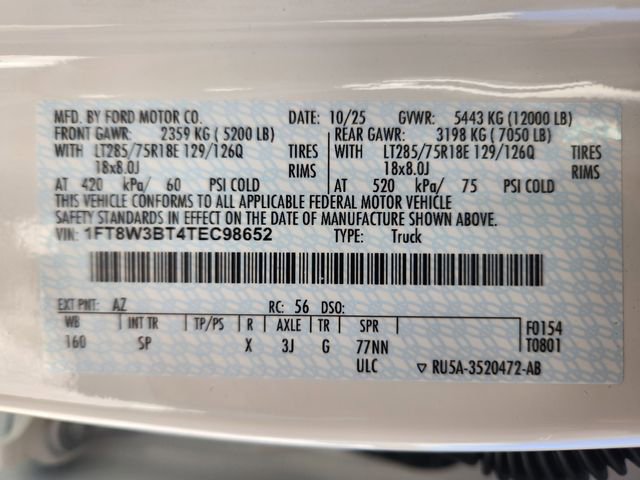 MFD. BY FORD MOTOR CO. DATE: 10/25 GVWR: 5443 KG (12000 LB)
FRONT GAWR: 2359 KG (5200 LB) REAR GAWR: 3198 KG (7050 LB)
WITH LT285/75R18E 129/126Q TIRES WITH LT285/75R18E 129/126Q TIRES
18x8.0J RIMS 18x8.0J RIMS
AT 420 kPa/ 60 PSI COLD AT 520 kPa/ 75 PSI COLD
THIS VEHICLE CONFORMS TO ALL APPLICABLE FEDERAL MOTOR VEHICLE
SAFETY STANDARDS IN EFFECT ON THE DATE OF MANUFACTURE SHOWN ABOVE.
VIN: 1FT8W3BT4TEC98652 TYPE: Truck
EXT PNT: AZ RC: 56 DSO:
WB INT TR TP/PS R AXLE TR SPR F0154
160 SP X 3J G 77NN T0801
ULC ▽ RU5A-3520472-AB